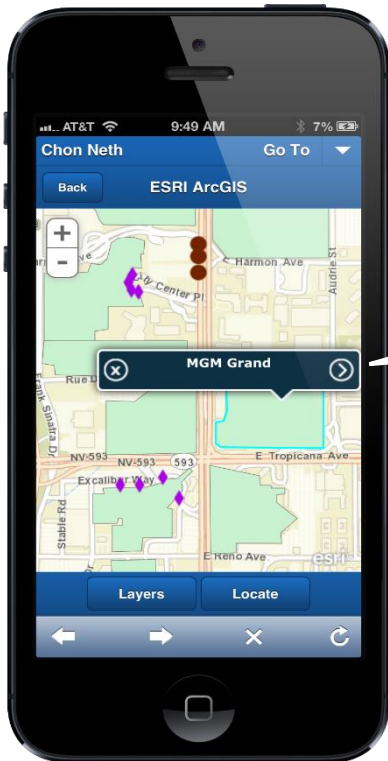 AT&T 9:49 AM 7%
Chon Neth Go To
Back ESRI ArcGIS
+
-
Harmon Ave
Audrie St
Center Pl
MGM Grand
Rue
Frank Sinatra Dr
NV-593
NV-593 593
E Tropicana Ave
Excalibur Way
Stable Rd
E Reno Ave
esri
Layers Locate